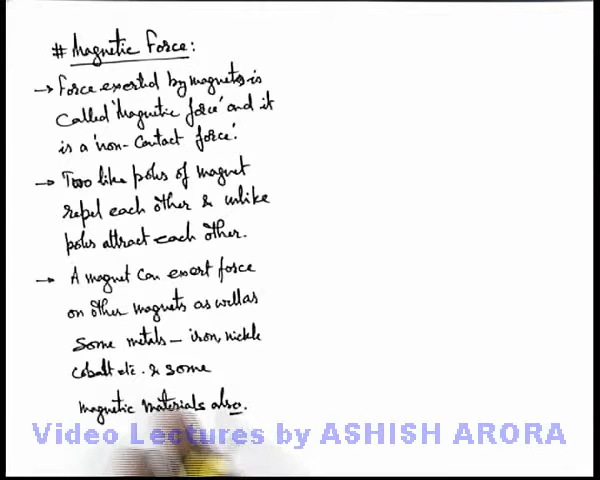 # Magnetic Force:
→ Force exerted by magnets is
called 'Magnetic force' and it
is a 'non-contact force'.
→ Two like poles of magnet
repel each other & unlike
poles attract each other.
→ A magnet can exert force
on other magnets as well as
some metals – iron, nickle
cobalt etc. & some
magnetic materials also.
Video Lectures by ASHISH ARORA